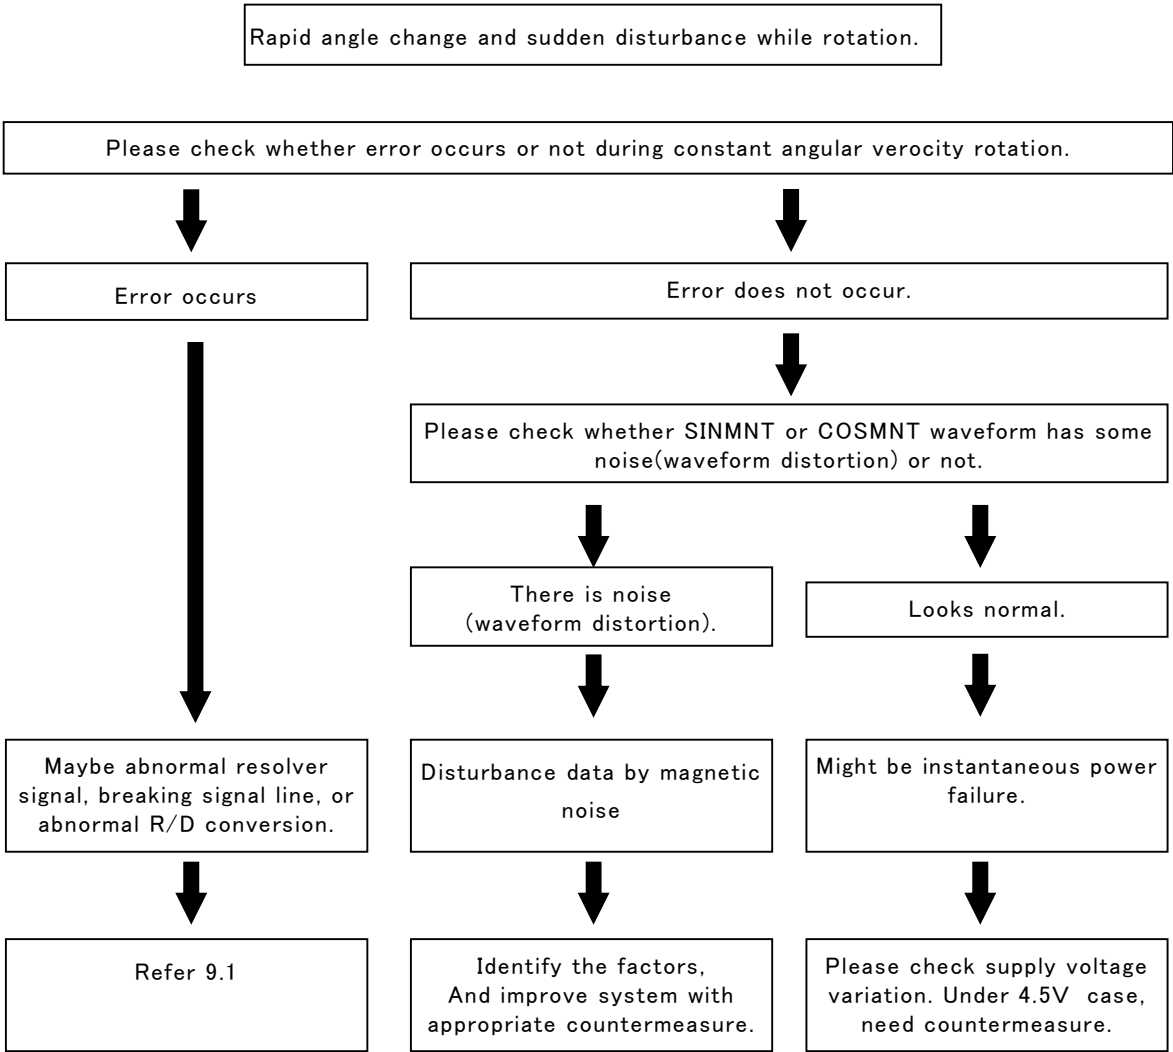 Rapid angle change and sudden disturbance while rotation.
Please check whether error occurs or not during constant angular verocity rotation.
Error occurs
Error does not occur.
Please check whether SINMNT or COSMNT waveform has some
noise(waveform distortion) or not.
There is noise
(waveform distortion).
Looks normal.
Maybe abnormal resolver
signal, breaking signal line, or
abnormal R/D conversion.
Disturbance data by magnetic
noise
Might be instantaneous power
failure.
Refer 9.1
Identify the factors,
And improve system with
appropriate countermeasure.
Please check supply voltage
variation. Under 4.5V case,
need countermeasure.